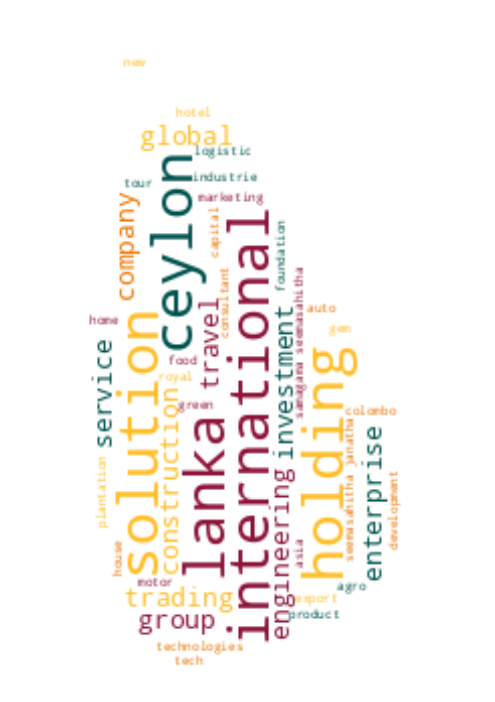 new
hotel
global
logistic
ceylon
tour
industrie
marketing
company
capital
international
foundation
consultant
samagama seemasahitha
travel
auto
home
solution
investment
gem
service
food
holding
royal
green
construction
lanka
colombo
seemasahitha janatha
enterprise
plantation
engineering
development
house
asia
motor
agro
trading
export
group
product
technologies
tech